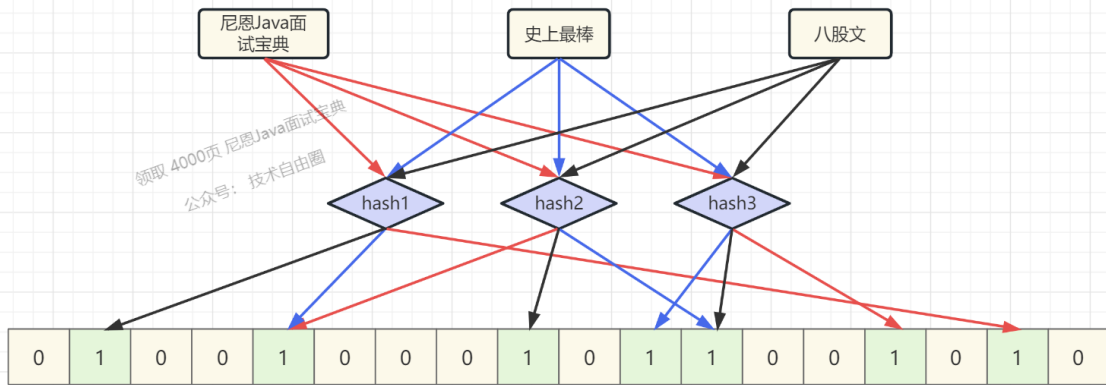 尼恩Java面
试宝典
史上最棒
八股文
领取 4000页 尼恩Java面试宝典
公众号: 技术自由圈
hash1
hash2
hash3
0 1 0 0 1 0 0 0 1 0 1 1 0 0 1 0 1 0